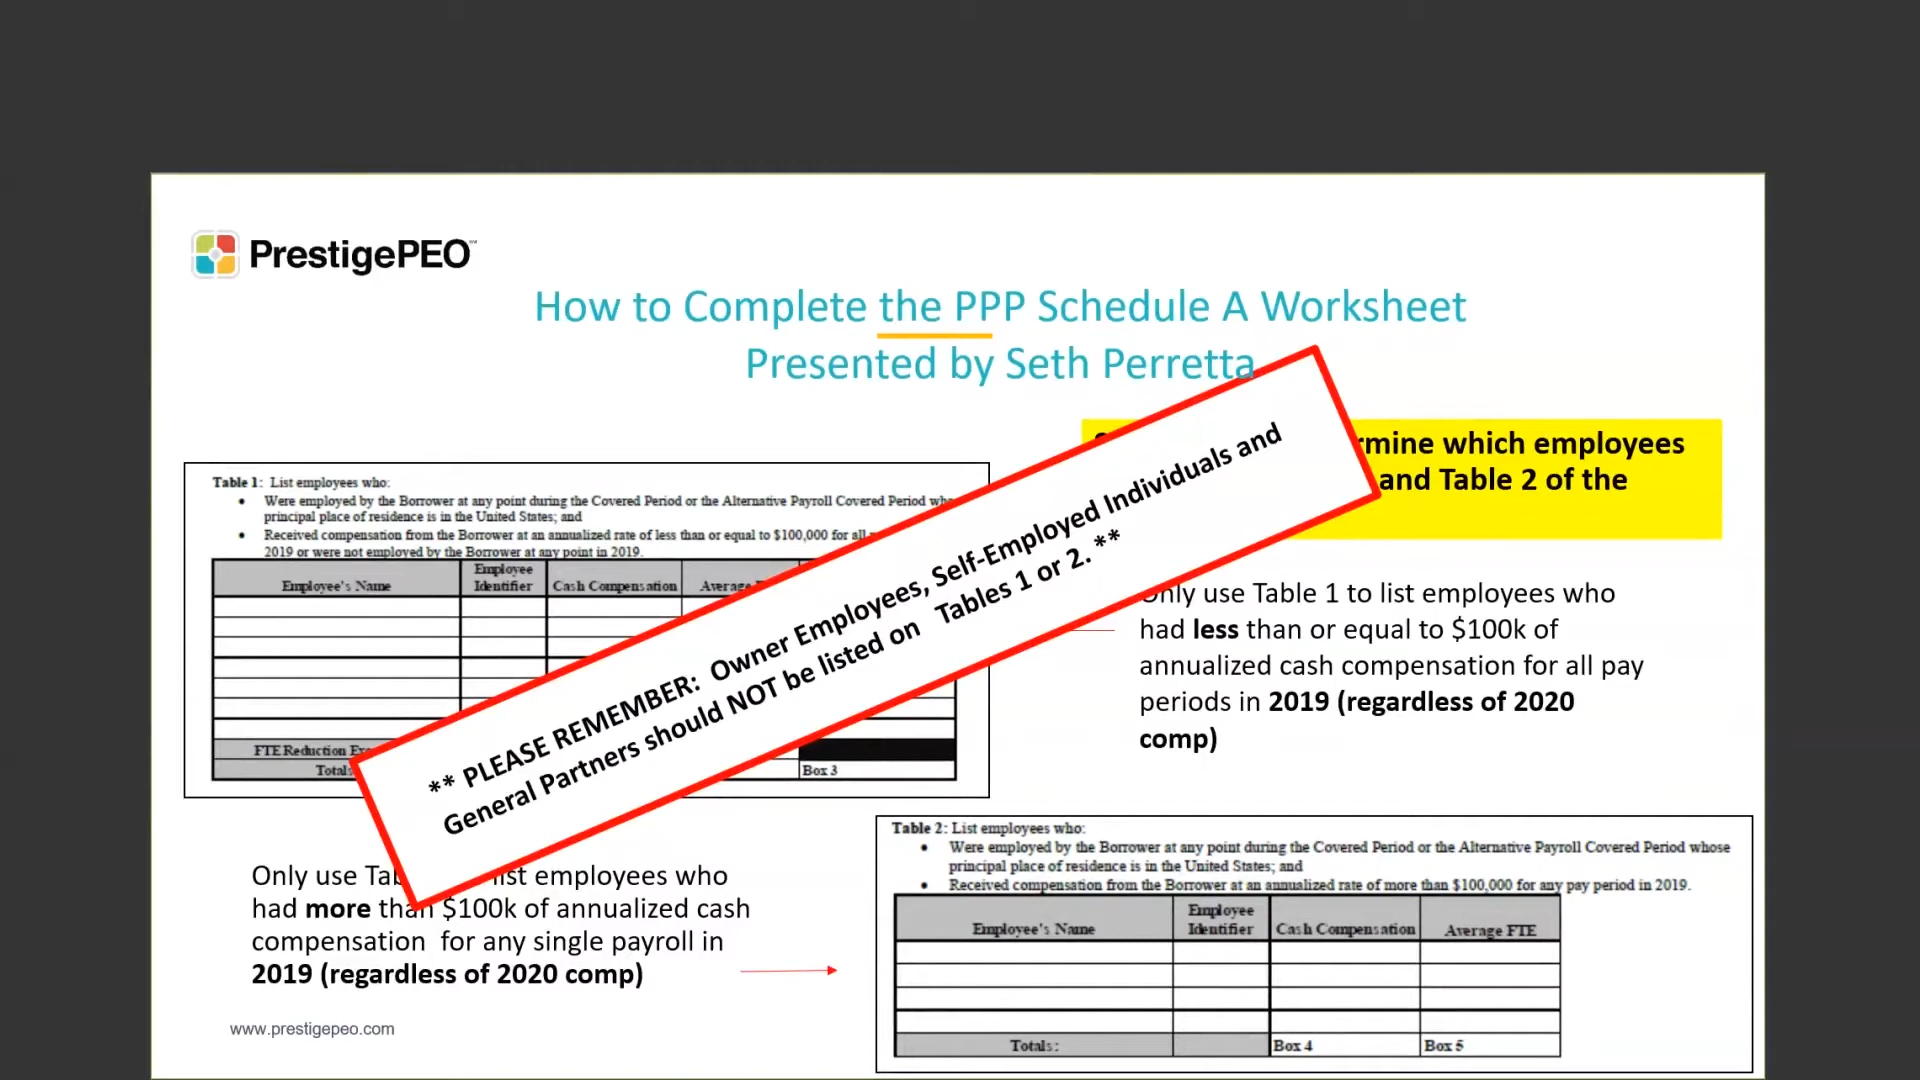 PrestigePEO
How to Complete the PPP Schedule A Worksheet
Presented by Seth Perretta
employees
and Table 2 of the
Table 1: List employees who:
• Were employed by the Borrower at any point during the Covered Period or the Alternative Payroll Covered Period
principal place of residence is in the United States; and
• Received compensation from the Borrower at an annualized rate of less than or equal to $100,000 for all
2019 or were not employed by the Borrower at any point in 2019.
Employee's Name
Employee
Identifier
Cash Compensation
FTE Reduction
Box 3
** PLEASE REMEMBER: Owner Employees, Self-Employed Individuals and
General Partners should NOT be listed on Tables 1 or 2. **
Only use Table 1 to list employees who
had less than or equal to $100k of
annualized cash compensation for all pay
periods in 2019 (regardless of 2020
comp)
Only use list employees who
had more than $100k of annualized cash
compensation for any single payroll in
2019 (regardless of 2020 comp)
Table 2: List employees who:
• Were employed by the Borrower at any point during the Covered Period or the Alternative Payroll Covered Period whose
principal place of residence is in the United States; and
• Received compensation from the Borrower at an annualized rate of more than $100,000 for any pay period in 2019.
Employee's Name
Employee
Identifier
Cash Compensation
Average FTE
Totals:
Box 4
Box 5
www.prestigepeo.com